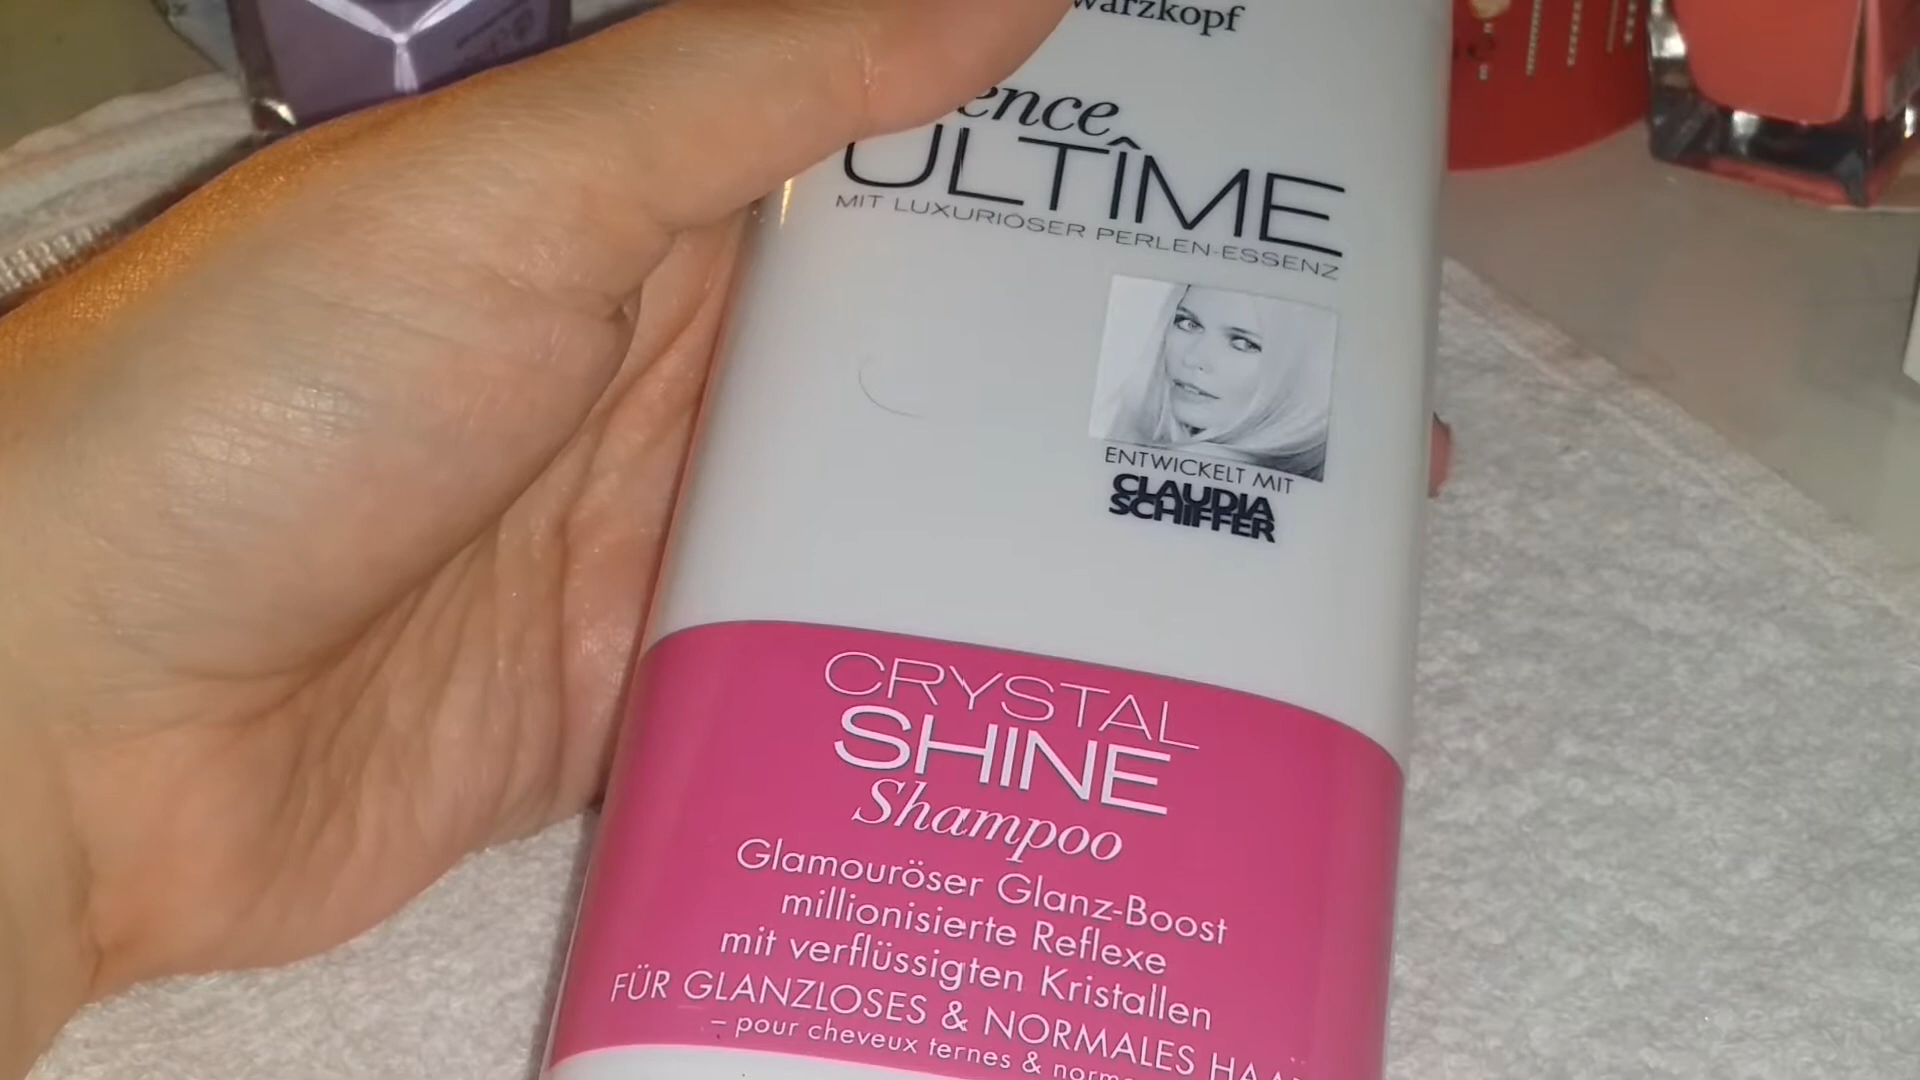 warzkopf
ence
ULTÎME
MIT LUXURIÖSER PERLEN-ESSENZ
ENTWICKELT MIT
CLAUDIA
SCHIFFER
CRYSTAL
SHINE
Shampoo
Glamouröser Glanz-Boost
millionisierte Reflexe
mit verflüssigten Kristallen
FÜR GLANZLOSES & NORMALES HAA
– pour cheveux ternes & norm